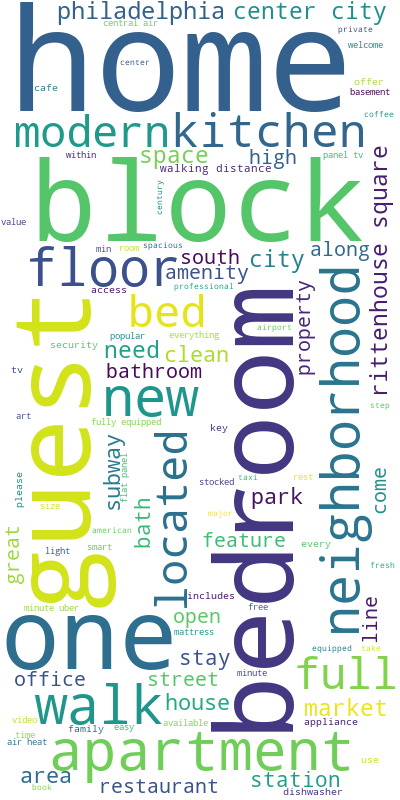 philadelphia
center city
central air
private
home
welcome
center
offer
cafe
basement
coffee
modern
kitchen
space
high
panel tv
within
walking distance
block
century
rittenhouse square
value
min
room
spacious
floor
south
city
along
amenity
access
professional
guest
bed
bedroom
property
neighborhood
popular
everything
airport
security
need
clean
bathroom
tv
new
step
art
fully equipped
key
subway
flat panel
located
please
stocked
taxi
rest
come
size
bath
park
major
great
american
feature
every
light
smart
fresh
includes
line
minute uber
free
one
open
mattress
equipped
take
stay
minute
office
street
full
walk
house
market
video
family
easy
available
appliance
time
air heat
apartment
use
area
restaurant
station
book
dishwasher